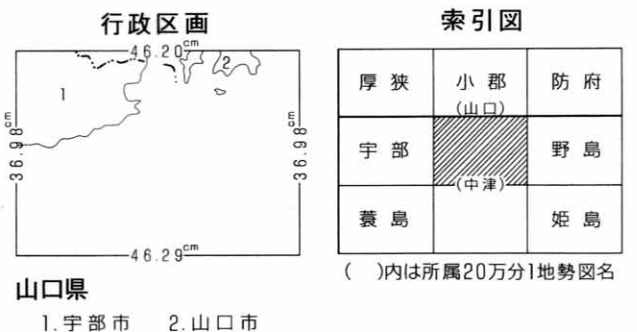 行政区画
46.20cm
1
2
36.98cm
36.98cm
46.29cm
山口県
1.宇部市 2.山口市
索引図
厚狭 小郡 防府
(山口)
宇部 野島
(中津)
蓑島 姫島
( )内は所属20万分1地勢図名